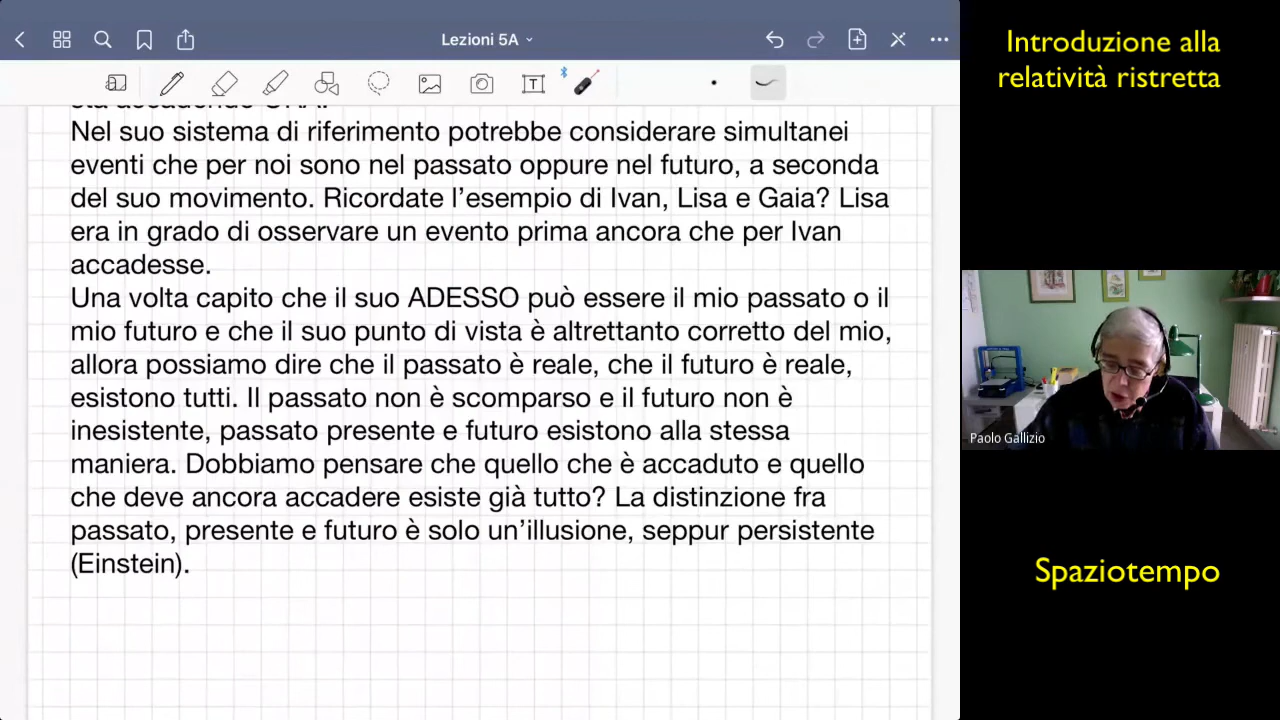 Lezioni 5A
T
Nel suo sistema di riferimento potrebbe considerare simultanei
eventi che per noi sono nel passato oppure nel futuro, a seconda
del suo movimento. Ricordate l’esempio di Ivan, Lisa e Gaia? Lisa
era in grado di osservare un evento prima ancora che per Ivan
accadesse.
Una volta capito che il suo ADESSO può essere il mio passato o il
mio futuro e che il suo punto di vista è altrettanto corretto del mio,
allora possiamo dire che il passato è reale, che il futuro è reale,
esistono tutti. Il passato non è scomparso e il futuro non è
inesistente, passato presente e futuro esistono alla stessa
maniera. Dobbiamo pensare che quello che è accaduto e quello
che deve ancora accadere esiste già tutto? La distinzione fra
passato, presente e futuro è solo un’illusione, seppur persistente
(Einstein).
Introduzione alla
relatività ristretta
Paolo Gallizio
Spaziotempo